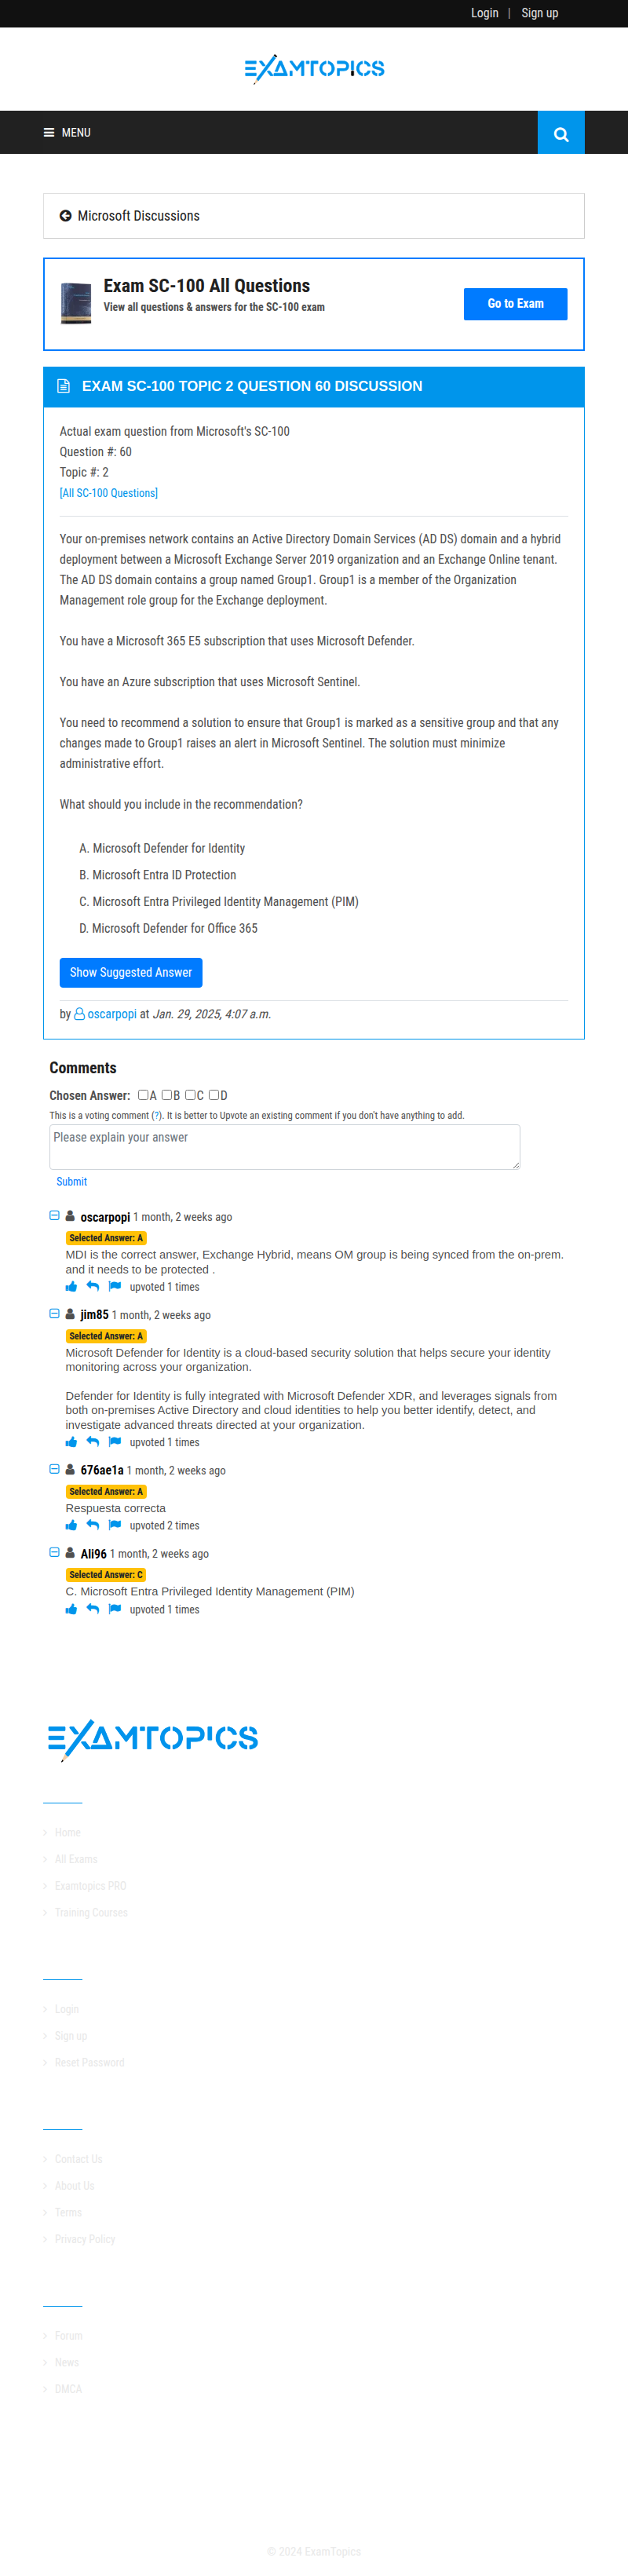 Login | Sign up
EXAMTOPICS
MENU
Microsoft Discussions
Exam SC-100 All Questions
View all questions & answers for the SC-100 exam
Go to Exam
EXAM SC-100 TOPIC 2 QUESTION 60 DISCUSSION
Actual exam question from Microsoft's SC-100
Question #: 60
Topic #: 2
[All SC-100 Questions]
Your on-premises network contains an Active Directory Domain Services (AD DS) domain and a hybrid
deployment between a Microsoft Exchange Server 2019 organization and an Exchange Online tenant.
The AD DS domain contains a group named Group1. Group1 is a member of the Organization
Management role group for the Exchange deployment.
You have a Microsoft 365 E5 subscription that uses Microsoft Defender.
You have an Azure subscription that uses Microsoft Sentinel.
You need to recommend a solution to ensure that Group1 is marked as a sensitive group and that any
changes made to Group1 raises an alert in Microsoft Sentinel. The solution must minimize
administrative effort.
What should you include in the recommendation?
A. Microsoft Defender for Identity
B. Microsoft Entra ID Protection
C. Microsoft Entra Privileged Identity Management (PIM)
D. Microsoft Defender for Office 365
Show Suggested Answer
by oscarpopi at Jan. 29, 2025, 4:07 a.m.
Comments
Chosen Answer: A B C D
This is a voting comment (?). It is better to Upvote an existing comment if you don't have anything to add.
Please explain your answer
Submit
oscarpopi 1 month, 2 weeks ago
Selected Answer: A
MDI is the correct answer, Exchange Hybrid, means OM group is being synced from the on-prem.
and it needs to be protected .
upvoted 1 times
jim85 1 month, 2 weeks ago
Selected Answer: A
Microsoft Defender for Identity is a cloud-based security solution that helps secure your identity
monitoring across your organization.
Defender for Identity is fully integrated with Microsoft Defender XDR, and leverages signals from
both on-premises Active Directory and cloud identities to help you better identify, detect, and
investigate advanced threats directed at your organization.
upvoted 1 times
676ae1a 1 month, 2 weeks ago
Selected Answer: A
Respuesta correcta
upvoted 2 times
Ali96 1 month, 2 weeks ago
Selected Answer: C
C. Microsoft Entra Privileged Identity Management (PIM)
upvoted 1 times
EXAMTOPICS
Home
All Exams
Examtopics PRO
Training Courses
Login
Sign up
Reset Password
Contact Us
About Us
Terms
Privacy Policy
Forum
News
DMCA
© 2024 ExamTopics